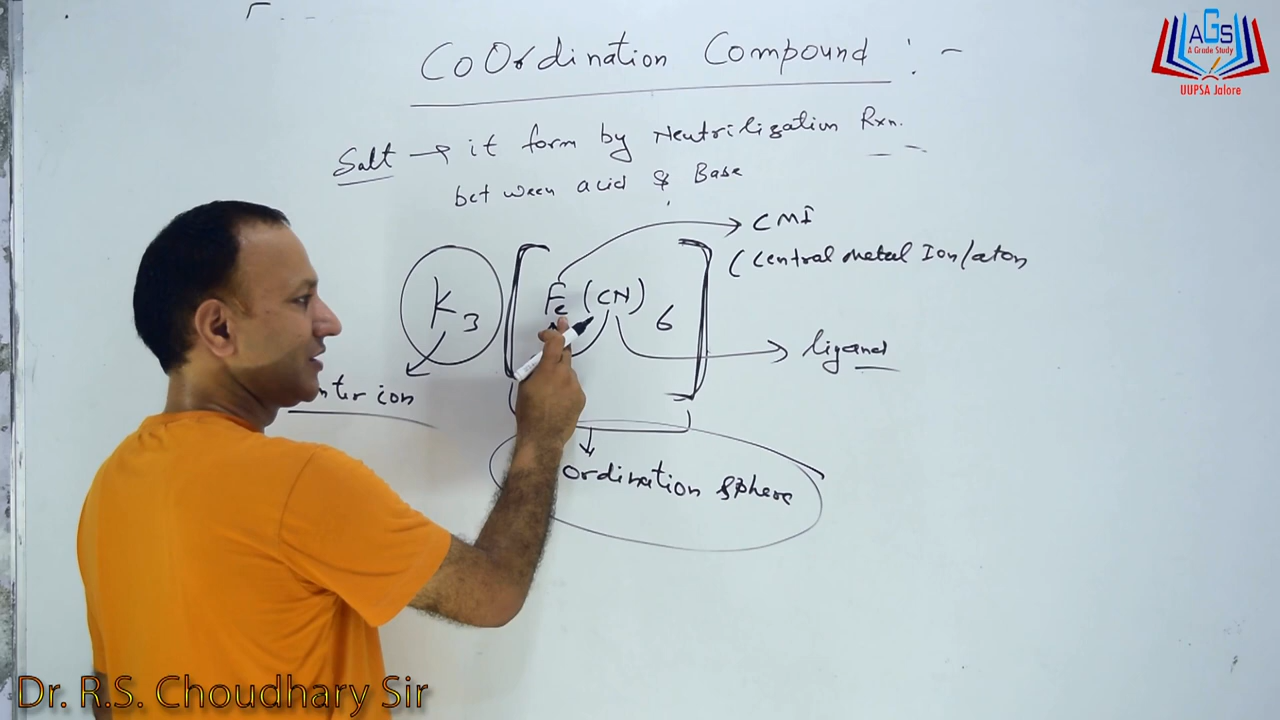 CoOrdination Compound :-
AGS
A Grade Study
UUPSA Jalore
Salt → it form by Neutrilization Rxn.
between acid & Base
→ CMI
(Central metal Ion/atom
K3 [Fe(CN)6]
→ ligand
nter ion
ordination sphere
Dr. R.S. Choudhary Sir